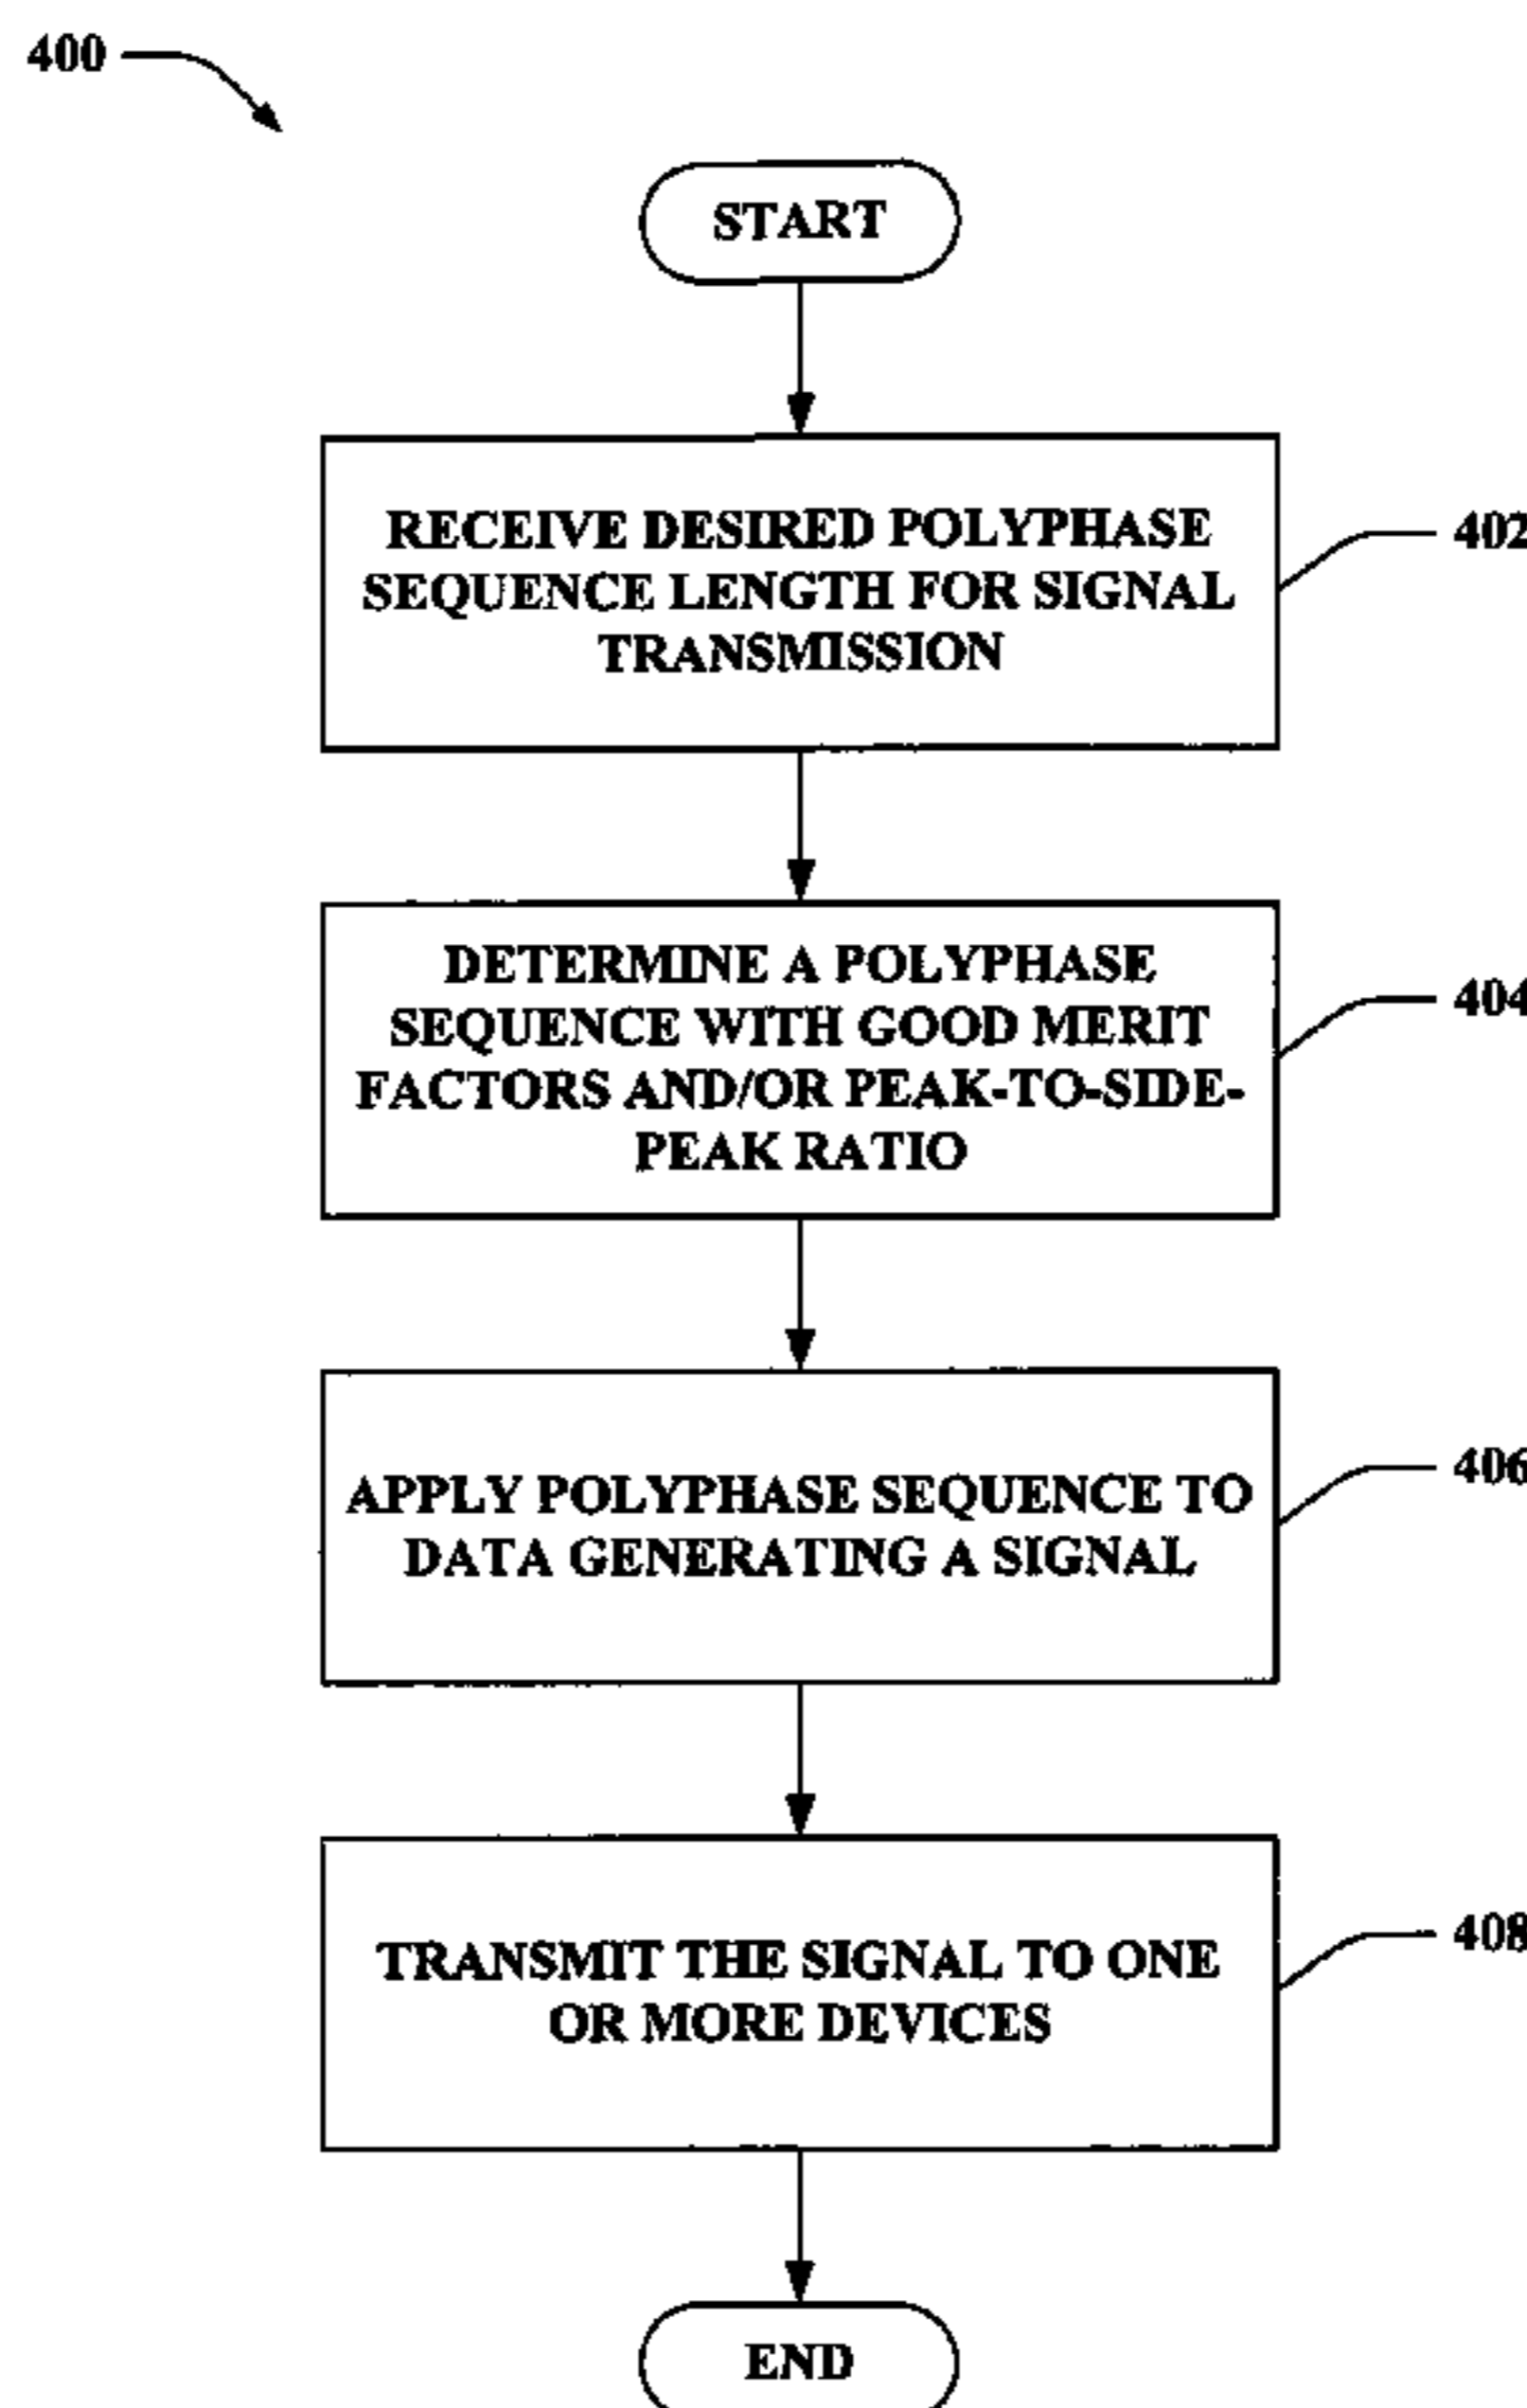 400
START
RECEIVE DESIRED POLYPHASE
SEQUENCE LENGTH FOR SIGNAL
TRANSMISSION
402
DETERMINE A POLYPHASE
SEQUENCE WITH GOOD MERIT
FACTORS AND/OR PEAK-TO-SIDE-
PEAK RATIO
404
APPLY POLYPHASE SEQUENCE TO
DATA GENERATING A SIGNAL
406
TRANSMIT THE SIGNAL TO ONE
OR MORE DEVICES
408
END